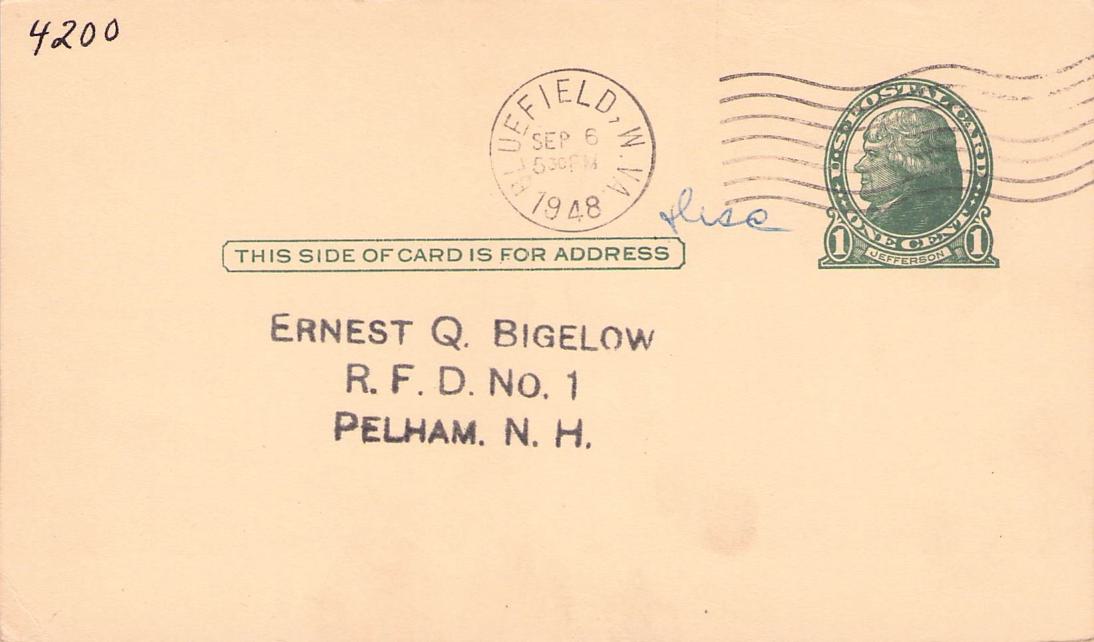 4200
BLUEFIELD, W. VA.
SEP 6
5 30 PM
1948
U.S. POSTAL CARD
ONE CENT
1 JEFFERSON 1
THIS SIDE OF CARD IS FOR ADDRESS
ERNEST Q. BIGELOW
R. F. D. NO. 1
PELHAM. N. H.